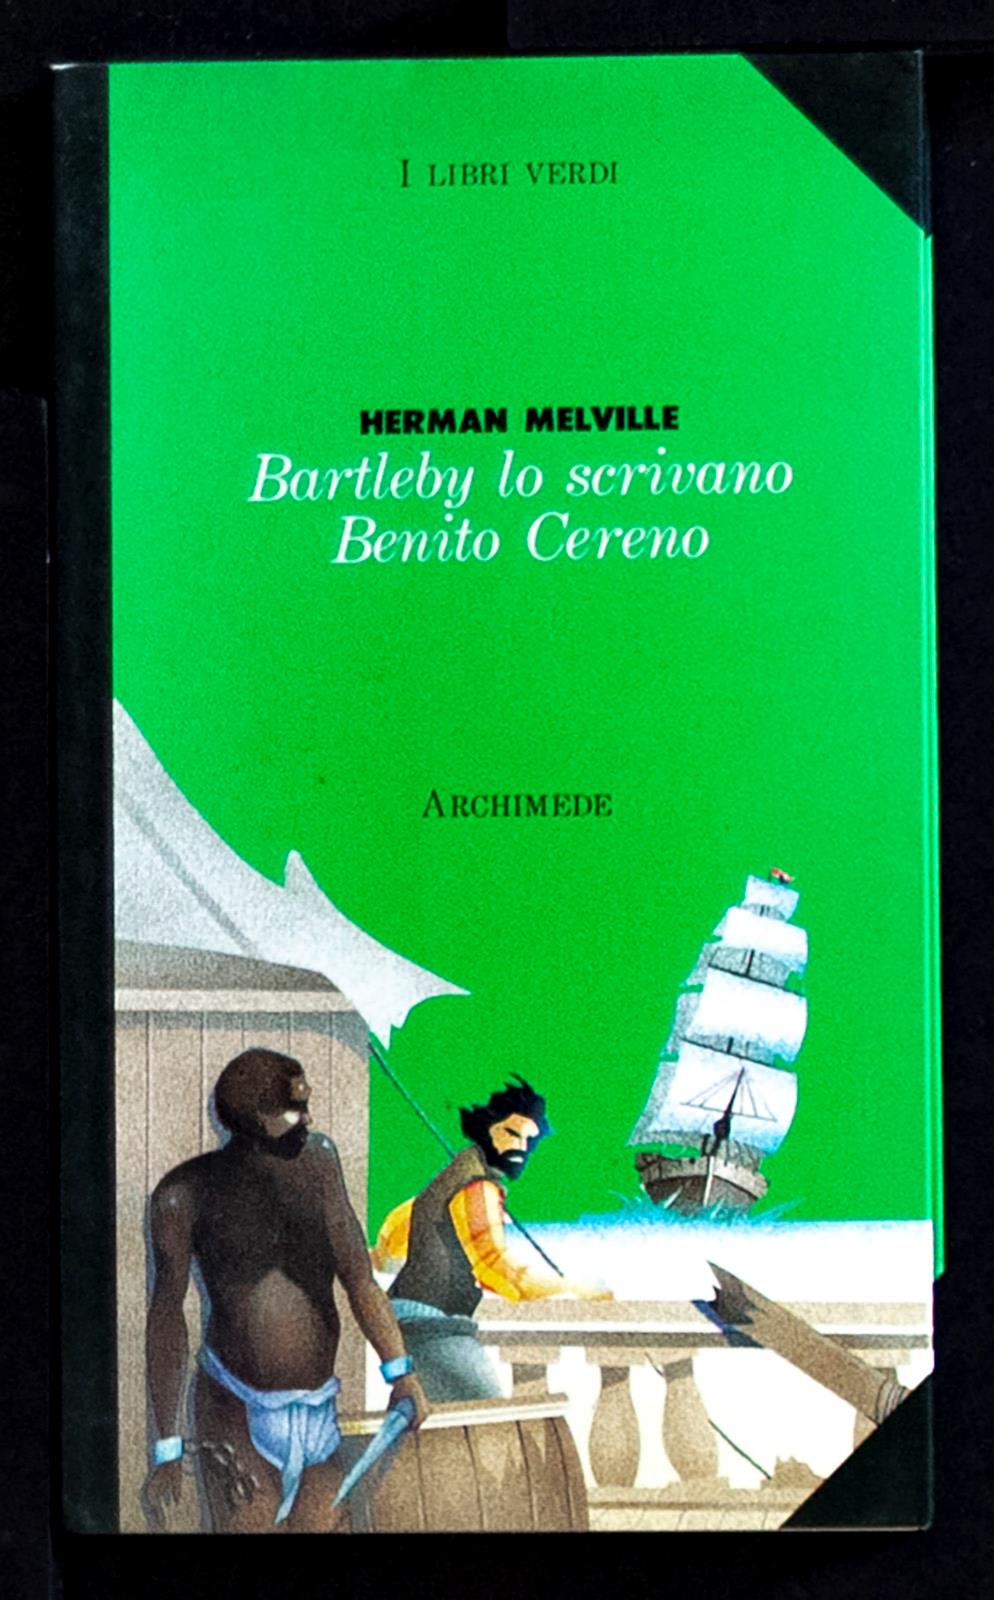 I LIBRI VERDI
HERMAN MELVILLE
Bartleby lo scrivano
Benito Cereno
ARCHIMEDE